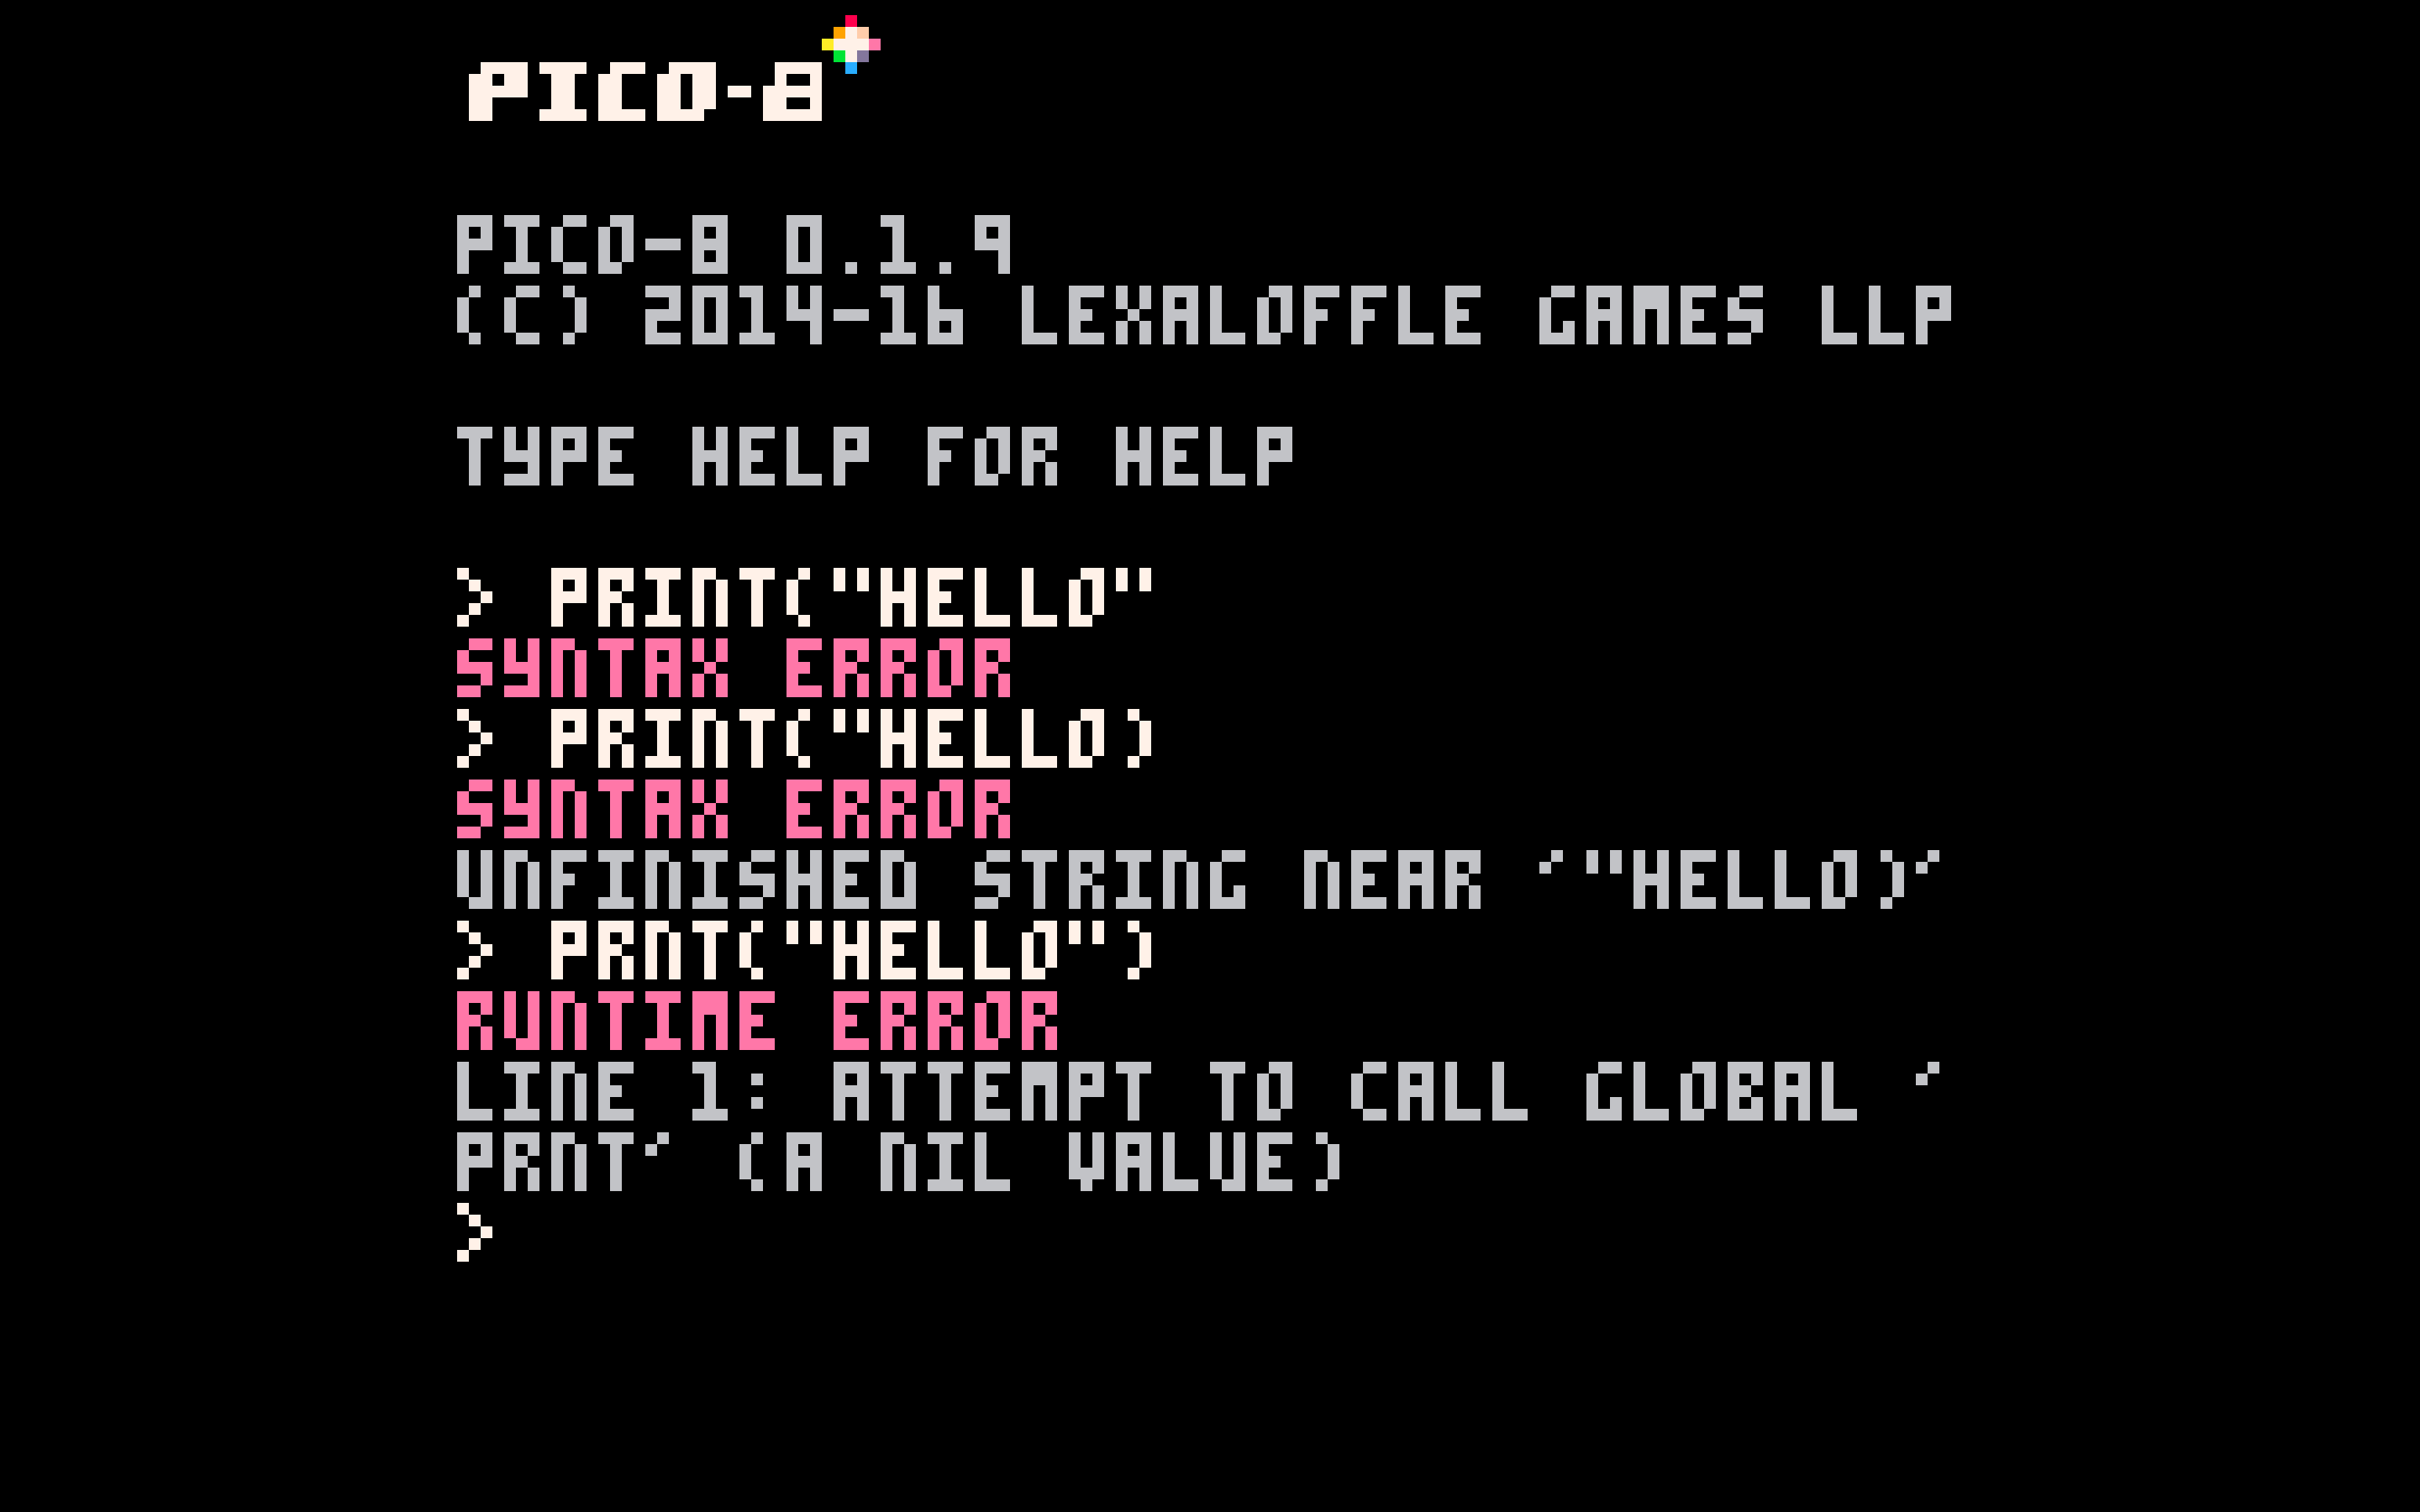 PICO-8
PICO-8 0.1.9
(C) 2014-16 LEXALOFFLE GAMES LLP
TYPE HELP FOR HELP
> PRINT("HELLO"
SYNTAX ERROR
> PRINT("HELLO)
SYNTAX ERROR
UNFINISHED STRING NEAR '"HELLO)'
> PRNT("HELLO")
RUNTIME ERROR
LINE 1: ATTEMPT TO CALL GLOBAL '
PRNT' (A NIL VALUE)
>